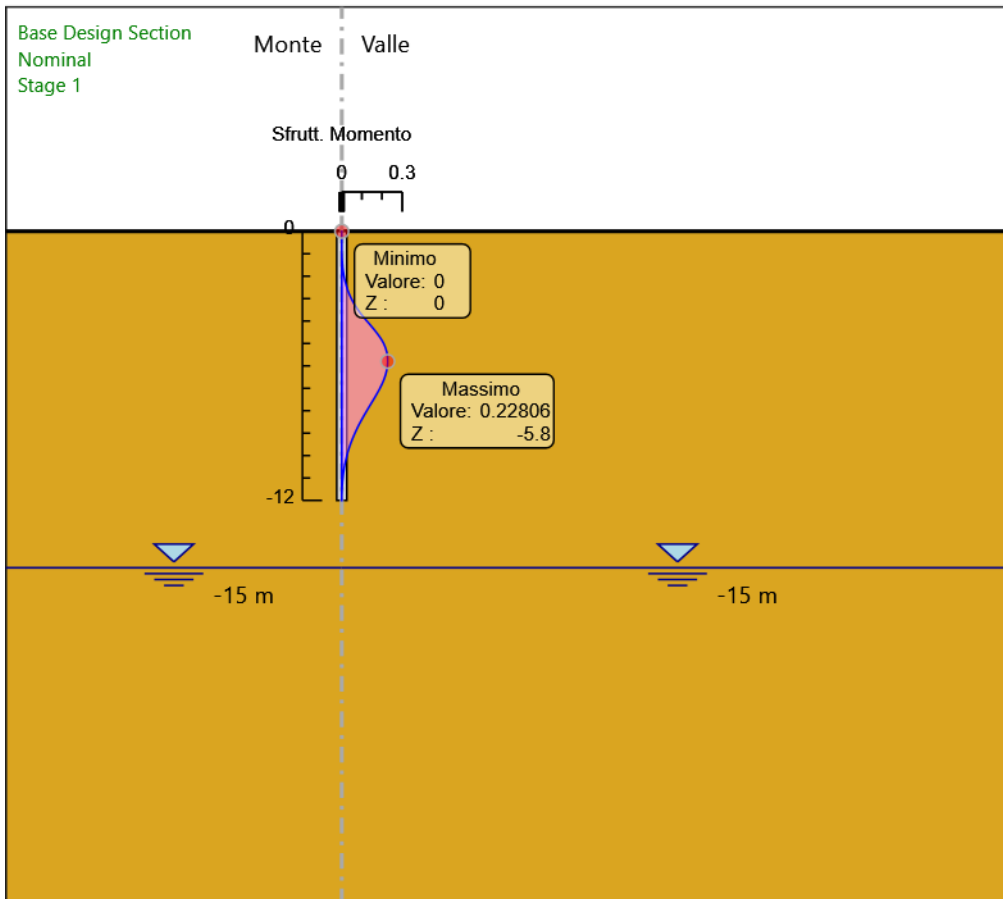 Base Design Section
Nominal
Stage 1
Monte Valle
Sfrutt. Momento
0 0.3
0
Minimo
Valore: 0
Z : 0
Massimo
Valore: 0.22806
Z : -5.8
-12
-15 m -15 m